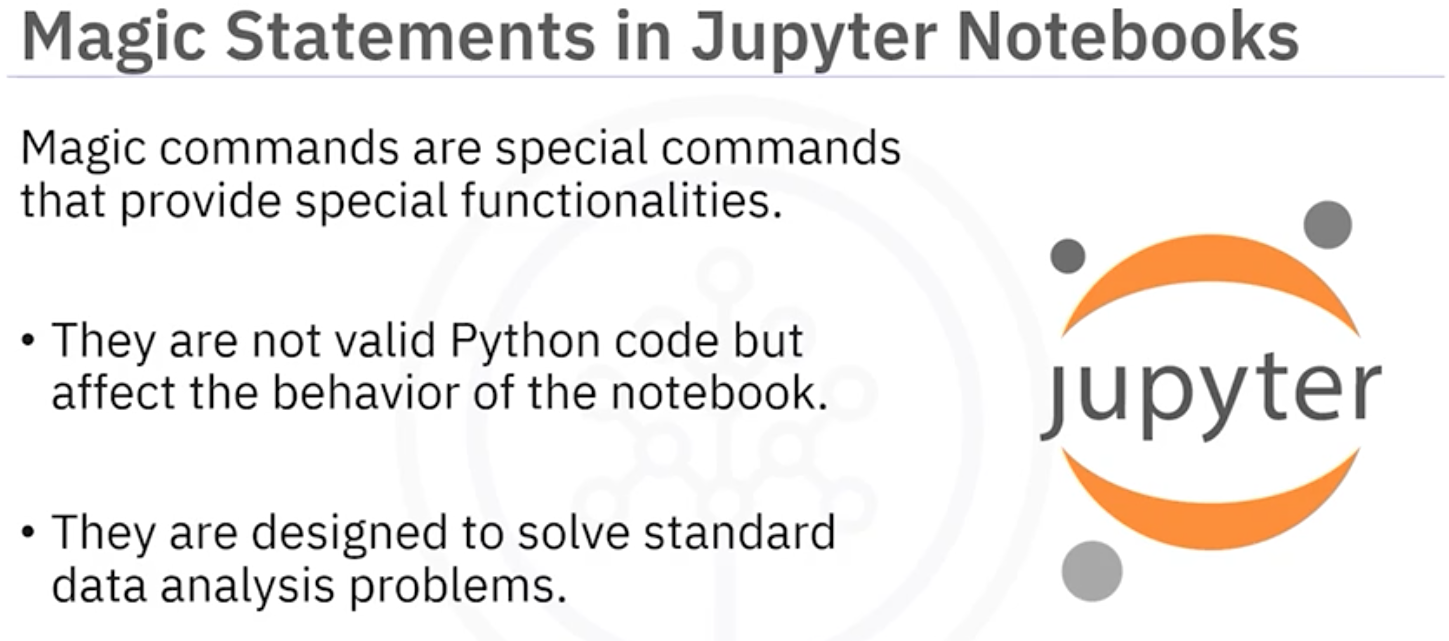 Magic Statements in Jupyter Notebooks
Magic commands are special commands
that provide special functionalities.
• They are not valid Python code but
affect the behavior of the notebook.
• They are designed to solve standard
data analysis problems.
jupyter